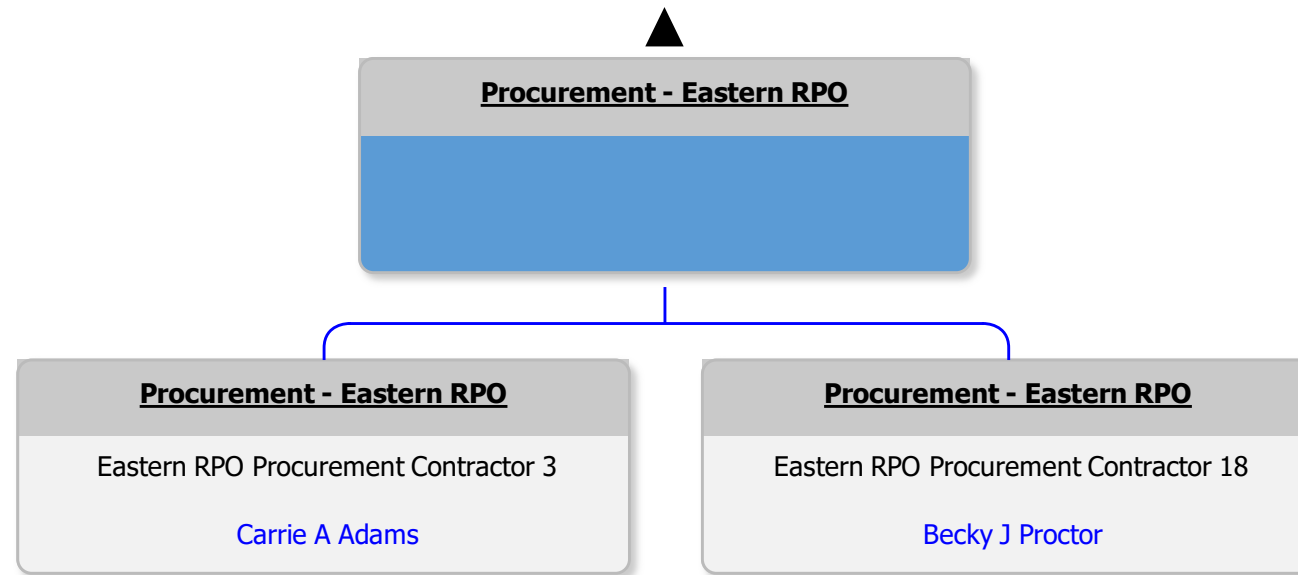 Procurement - Eastern RPO
Procurement - Eastern RPO
Eastern RPO Procurement Contractor 3
Carrie A Adams
Procurement - Eastern RPO
Eastern RPO Procurement Contractor 18
Becky J Proctor